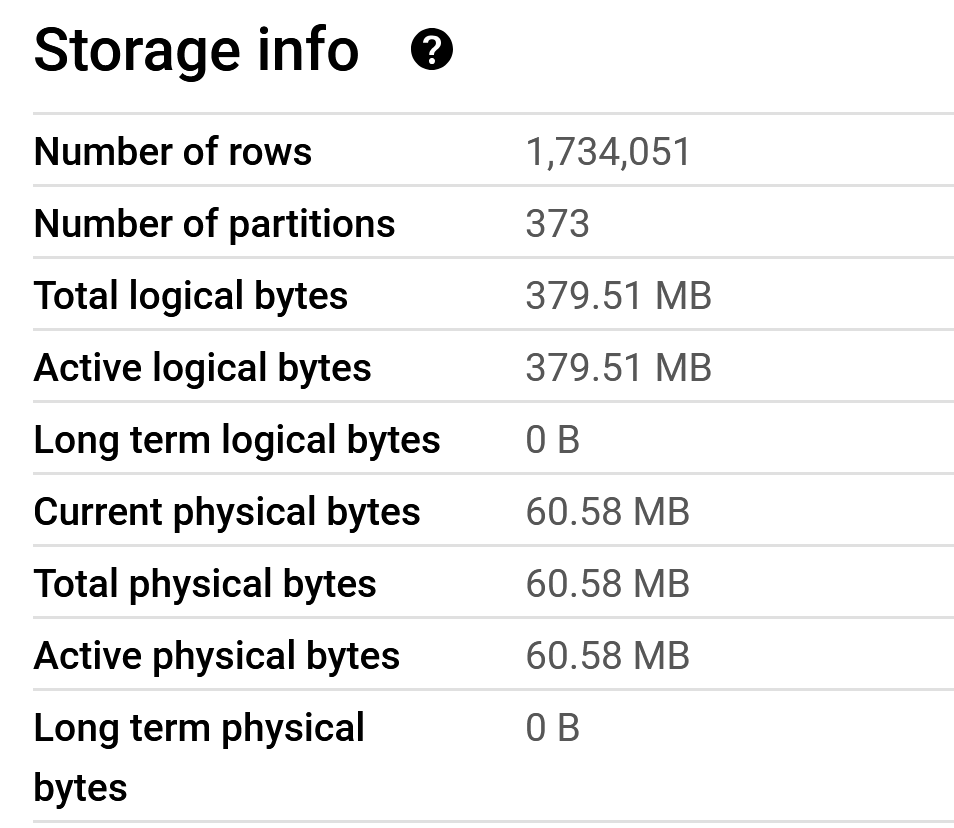 Storage info ?
Number of rows 1,734,051
Number of partitions 373
Total logical bytes 379.51 MB
Active logical bytes 379.51 MB
Long term logical bytes 0 B
Current physical bytes 60.58 MB
Total physical bytes 60.58 MB
Active physical bytes 60.58 MB
Long term physical 0 B
bytes